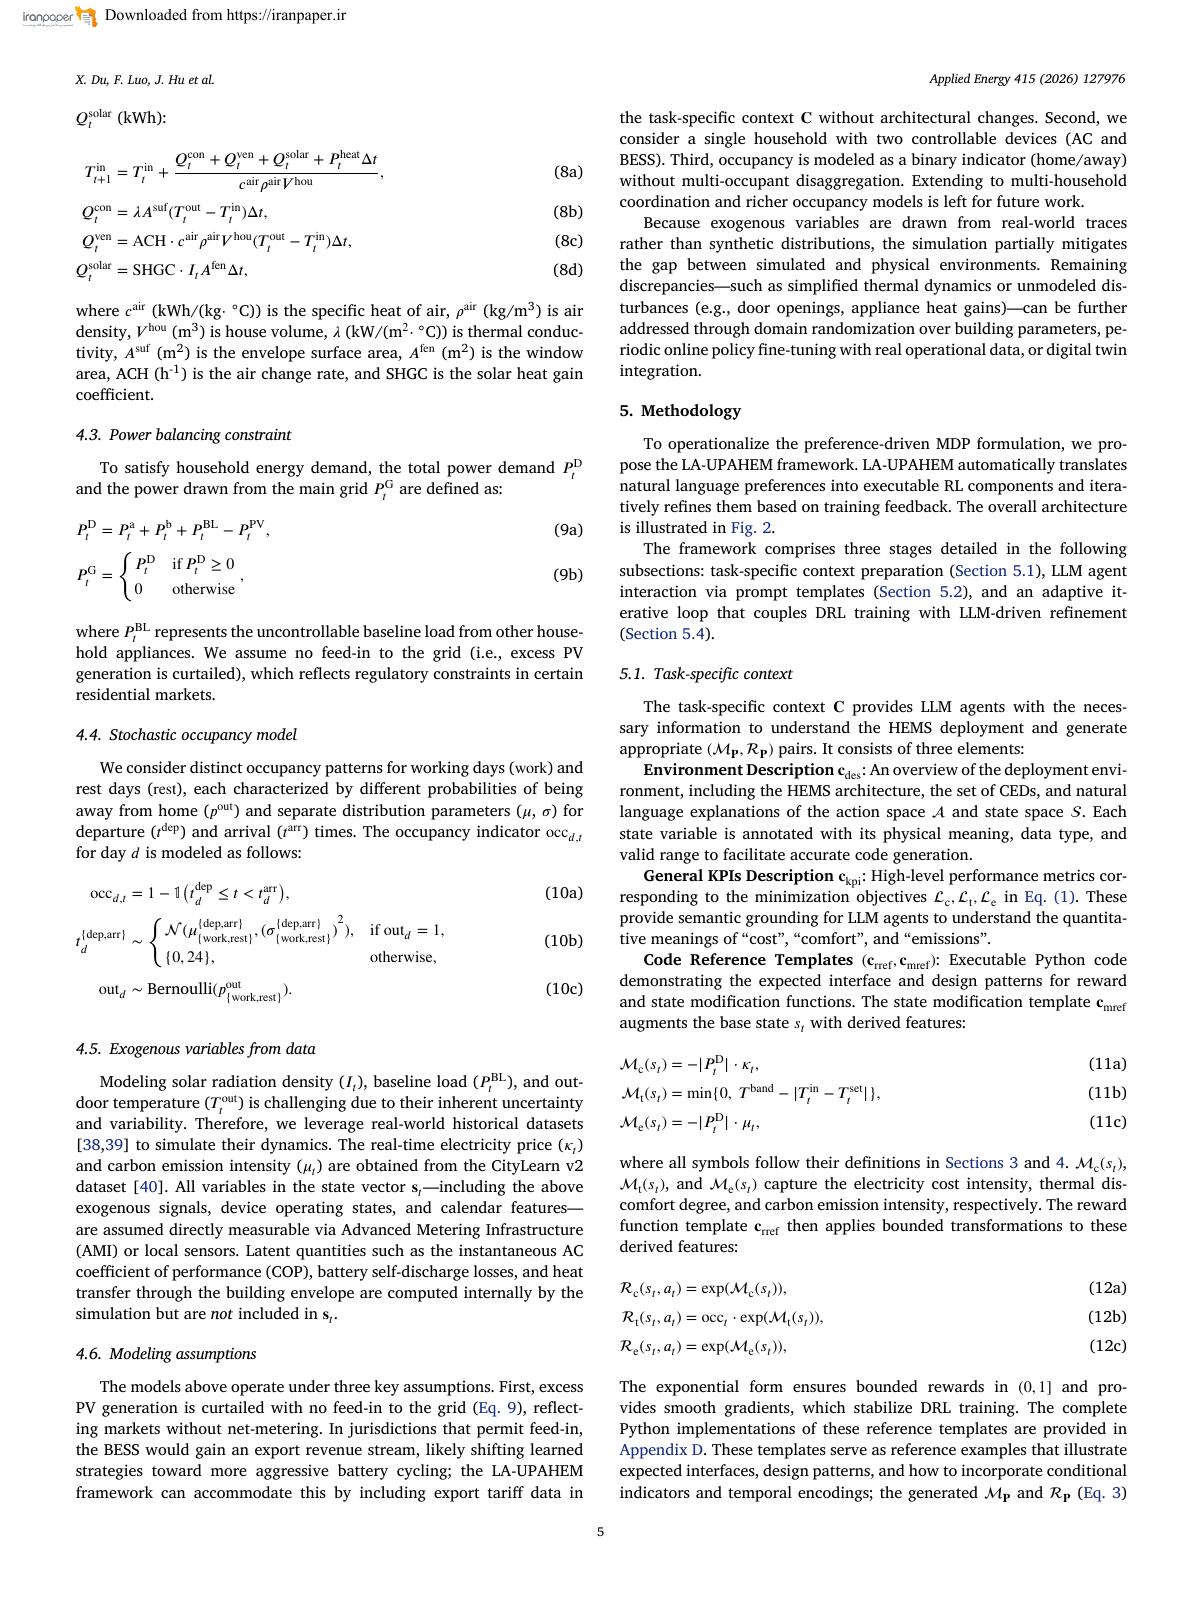 iranpaper Downloaded from https://iranpaper.ir
X. Du, F. Luo, J. Hu et al.
Applied Energy 415 (2026) 127976
Q_t^solar (kWh):
T_{t+1}^in = T_t^in + (Q_t^con + Q_t^ven + Q_t^solar + P_t^heat Δt) / (c^air ρ^air V^hou), (8a)
Q_t^con = λA^suf(T_t^out − T_t^in)Δt, (8b)
Q_t^ven = ACH · c^air ρ^air V^hou(T_t^out − T_t^in)Δt, (8c)
Q_t^solar = SHGC · I_t A^fen Δt, (8d)
where c^air (kWh/(kg· °C)) is the specific heat of air, ρ^air (kg/m³) is air
density, V^hou (m³) is house volume, λ (kW/(m²· °C)) is thermal conduc-
tivity, A^suf (m²) is the envelope surface area, A^fen (m²) is the window
area, ACH (h⁻¹) is the air change rate, and SHGC is the solar heat gain
coefficient.
4.3. Power balancing constraint
To satisfy household energy demand, the total power demand P_t^D
and the power drawn from the main grid P_t^G are defined as:
P_t^D = P_t^a + P_t^b + P_t^BL − P_t^PV, (9a)
P_t^G = { P_t^D if P_t^D ≥ 0
0 otherwise , (9b)
where P_t^BL represents the uncontrollable baseline load from other house-
hold appliances. We assume no feed-in to the grid (i.e., excess PV
generation is curtailed), which reflects regulatory constraints in certain
residential markets.
4.4. Stochastic occupancy model
We consider distinct occupancy patterns for working days (work) and
rest days (rest), each characterized by different probabilities of being
away from home (p^out) and separate distribution parameters (μ, σ) for
departure (t^dep) and arrival (t^arr) times. The occupancy indicator occ_{d,t}
for day d is modeled as follows:
occ_{d,t} = 1 − 𝟙(t_d^dep ≤ t < t_d^arr), (10a)
t_d^{dep,arr} ∼ { 𝒩(μ_{work,rest}^{dep,arr}, (σ_{work,rest}^{dep,arr})²), if out_d = 1,
{0, 24}, otherwise, (10b)
out_d ∼ Bernoulli(p_{work,rest}^out). (10c)
4.5. Exogenous variables from data
Modeling solar radiation density (I_t), baseline load (P_t^BL), and out-
door temperature (T_t^out) is challenging due to their inherent uncertainty
and variability. Therefore, we leverage real-world historical datasets
[38,39] to simulate their dynamics. The real-time electricity price (κ_t)
and carbon emission intensity (μ_t) are obtained from the CityLearn v2
dataset [40]. All variables in the state vector s_t—including the above
exogenous signals, device operating states, and calendar features—
are assumed directly measurable via Advanced Metering Infrastructure
(AMI) or local sensors. Latent quantities such as the instantaneous AC
coefficient of performance (COP), battery self-discharge losses, and heat
transfer through the building envelope are computed internally by the
simulation but are not included in s_t.
4.6. Modeling assumptions
The models above operate under three key assumptions. First, excess
PV generation is curtailed with no feed-in to the grid (Eq. 9), reflect-
ing markets without net-metering. In jurisdictions that permit feed-in,
the BESS would gain an export revenue stream, likely shifting learned
strategies toward more aggressive battery cycling; the LA-UPAHEM
framework can accommodate this by including export tariff data in
the task-specific context C without architectural changes. Second, we
consider a single household with two controllable devices (AC and
BESS). Third, occupancy is modeled as a binary indicator (home/away)
without multi-occupant disaggregation. Extending to multi-household
coordination and richer occupancy models is left for future work.
Because exogenous variables are drawn from real-world traces
rather than synthetic distributions, the simulation partially mitigates
the gap between simulated and physical environments. Remaining
discrepancies—such as simplified thermal dynamics or unmodeled dis-
turbances (e.g., door openings, appliance heat gains)—can be further
addressed through domain randomization over building parameters, pe-
riodic online policy fine-tuning with real operational data, or digital twin
integration.
5. Methodology
To operationalize the preference-driven MDP formulation, we pro-
pose the LA-UPAHEM framework. LA-UPAHEM automatically translates
natural language preferences into executable RL components and itera-
tively refines them based on training feedback. The overall architecture
is illustrated in Fig. 2.
The framework comprises three stages detailed in the following
subsections: task-specific context preparation (Section 5.1), LLM agent
interaction via prompt templates (Section 5.2), and an adaptive it-
erative loop that couples DRL training with LLM-driven refinement
(Section 5.4).
5.1. Task-specific context
The task-specific context C provides LLM agents with the neces-
sary information to understand the HEMS deployment and generate
appropriate (ℳ_P, ℛ_P) pairs. It consists of three elements:
Environment Description c_des: An overview of the deployment envi-
ronment, including the HEMS architecture, the set of CEDs, and natural
language explanations of the action space 𝒜 and state space 𝒮. Each
state variable is annotated with its physical meaning, data type, and
valid range to facilitate accurate code generation.
General KPIs Description c_kpi: High-level performance metrics cor-
responding to the minimization objectives ℒ_c, ℒ_t, ℒ_e in Eq. (1). These
provide semantic grounding for LLM agents to understand the quantita-
tive meanings of “cost”, “comfort”, and “emissions”.
Code Reference Templates (c_rref, c_mref): Executable Python code
demonstrating the expected interface and design patterns for reward
and state modification functions. The state modification template c_mref
augments the base state s_t with derived features:
ℳ_c(s_t) = −|P_t^D| · κ_t, (11a)
ℳ_t(s_t) = min{0, T^band − |T_t^in − T_t^set|}, (11b)
ℳ_e(s_t) = −|P_t^D| · μ_t, (11c)
where all symbols follow their definitions in Sections 3 and 4. ℳ_c(s_t),
ℳ_t(s_t), and ℳ_e(s_t) capture the electricity cost intensity, thermal dis-
comfort degree, and carbon emission intensity, respectively. The reward
function template c_rref then applies bounded transformations to these
derived features:
ℛ_c(s_t, a_t) = exp(ℳ_c(s_t)), (12a)
ℛ_t(s_t, a_t) = occ_t · exp(ℳ_t(s_t)), (12b)
ℛ_e(s_t, a_t) = exp(ℳ_e(s_t)), (12c)
The exponential form ensures bounded rewards in (0, 1] and pro-
vides smooth gradients, which stabilize DRL training. The complete
Python implementations of these reference templates are provided in
Appendix D. These templates serve as reference examples that illustrate
expected interfaces, design patterns, and how to incorporate conditional
indicators and temporal encodings; the generated ℳ_P and ℛ_P (Eq. 3)
5